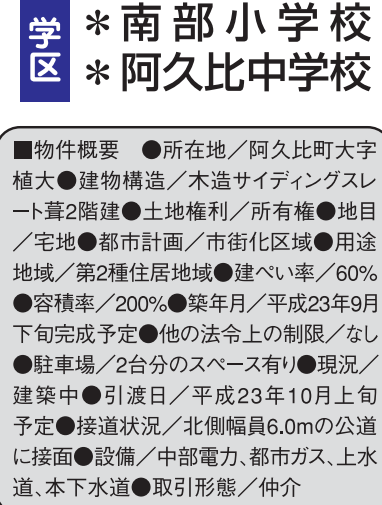 学区
＊南部小学校
＊阿久比中学校
■物件概要　●所在地／阿久比町大字
植大●建物構造／木造サイディングスレ
ート葺2階建●土地権利／所有権●地目
／宅地●都市計画／市街化区域●用途
地域／第2種住居地域●建ぺい率／60%
●容積率／200%●築年月／平成23年9月
下旬完成予定●他の法令上の制限／なし
●駐車場／2台分のスペース有り●現況／
建築中●引渡日／平成23年10月上旬
予定●接道状況／北側幅員6.0mの公道
に接面●設備／中部電力、都市ガス、上水
道、本下水道●取引形態／仲介